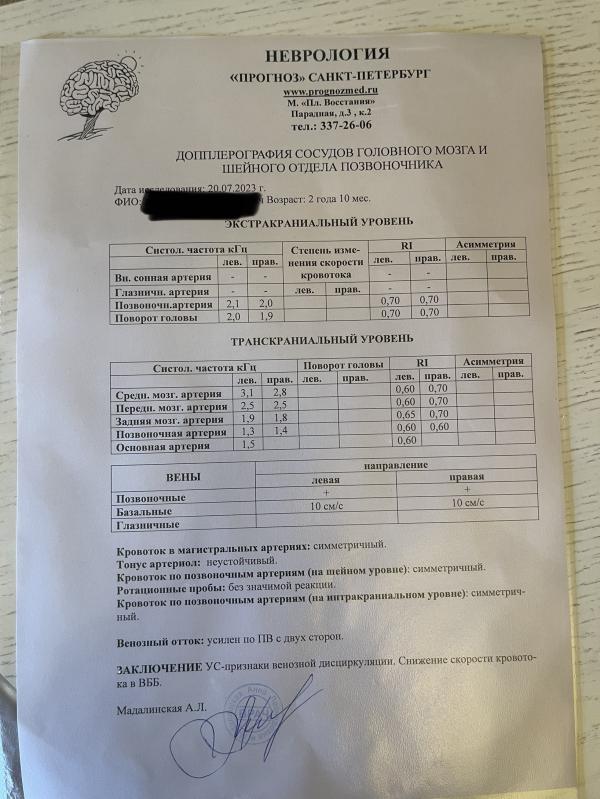 НЕВРОЛОГИЯ
«ПРОГНОЗ» САНКТ-ПЕТЕРБУРГ
www.prognozmed.ru
М. «Пл. Восстания»
Парадная, д.3 , к.2
тел.: 337-26-06
ДОППЛЕРОГРАФИЯ СОСУДОВ ГОЛОВНОГО МОЗГА И
ШЕЙНОГО ОТДЕЛА ПОЗВОНОЧНИКА
Дата исследования: 20.07.2023 г.
ФИО: Возраст: 2 года 10 мес.
ЭКСТРАКРАНИАЛЬНЫЙ УРОВЕНЬ
Систол. частота кГц Степень изме- RI Асимметрия
лев. прав. нения скорости лев. прав. лев. прав.
Вн. сонная артерия - - кровотока - -
Глазничн. артерия - - лев. прав. - -
Позвоночн.артерия 2,1 2,0 0,70 0,70
Поворот головы 2,0 1,9 0,70 0,70
ТРАНСКРАНИАЛЬНЫЙ УРОВЕНЬ
Систол. частота кГц Поворот головы RI Асимметрия
лев. прав. лев. прав. лев. прав. лев. прав.
Средн. мозг. артерия 3,1 2,8 0,60 0,70
Передн. мозг. артерия 2,5 2,5 0,60 0,70
Задняя мозг. артерия 1,9 1,8 0,65 0,70
Позвоночная артерия 1,3 1,4 0,60 0,60
Основная артерия 1,5 0,60
ВЕНЫ направление
левая правая
Позвоночные + +
Базальные 10 см/с 10 см/с
Глазничные
Кровоток в магистральных артериях: симметричный.
Тонус артериол: неустойчивый.
Кровоток по позвоночным артериям (на шейном уровне): симметричный.
Ротационные пробы: без значимой реакции.
Кровоток по позвоночным артериям (на интракраниальном уровне): симметрич-
ный.
Венозный отток: усилен по ПВ с двух сторон.
ЗАКЛЮЧЕНИЕ УС-признаки венозной дисциркуляции. Снижение скорости кровото-
ка в ВББ.
Мадалинская А.Л.